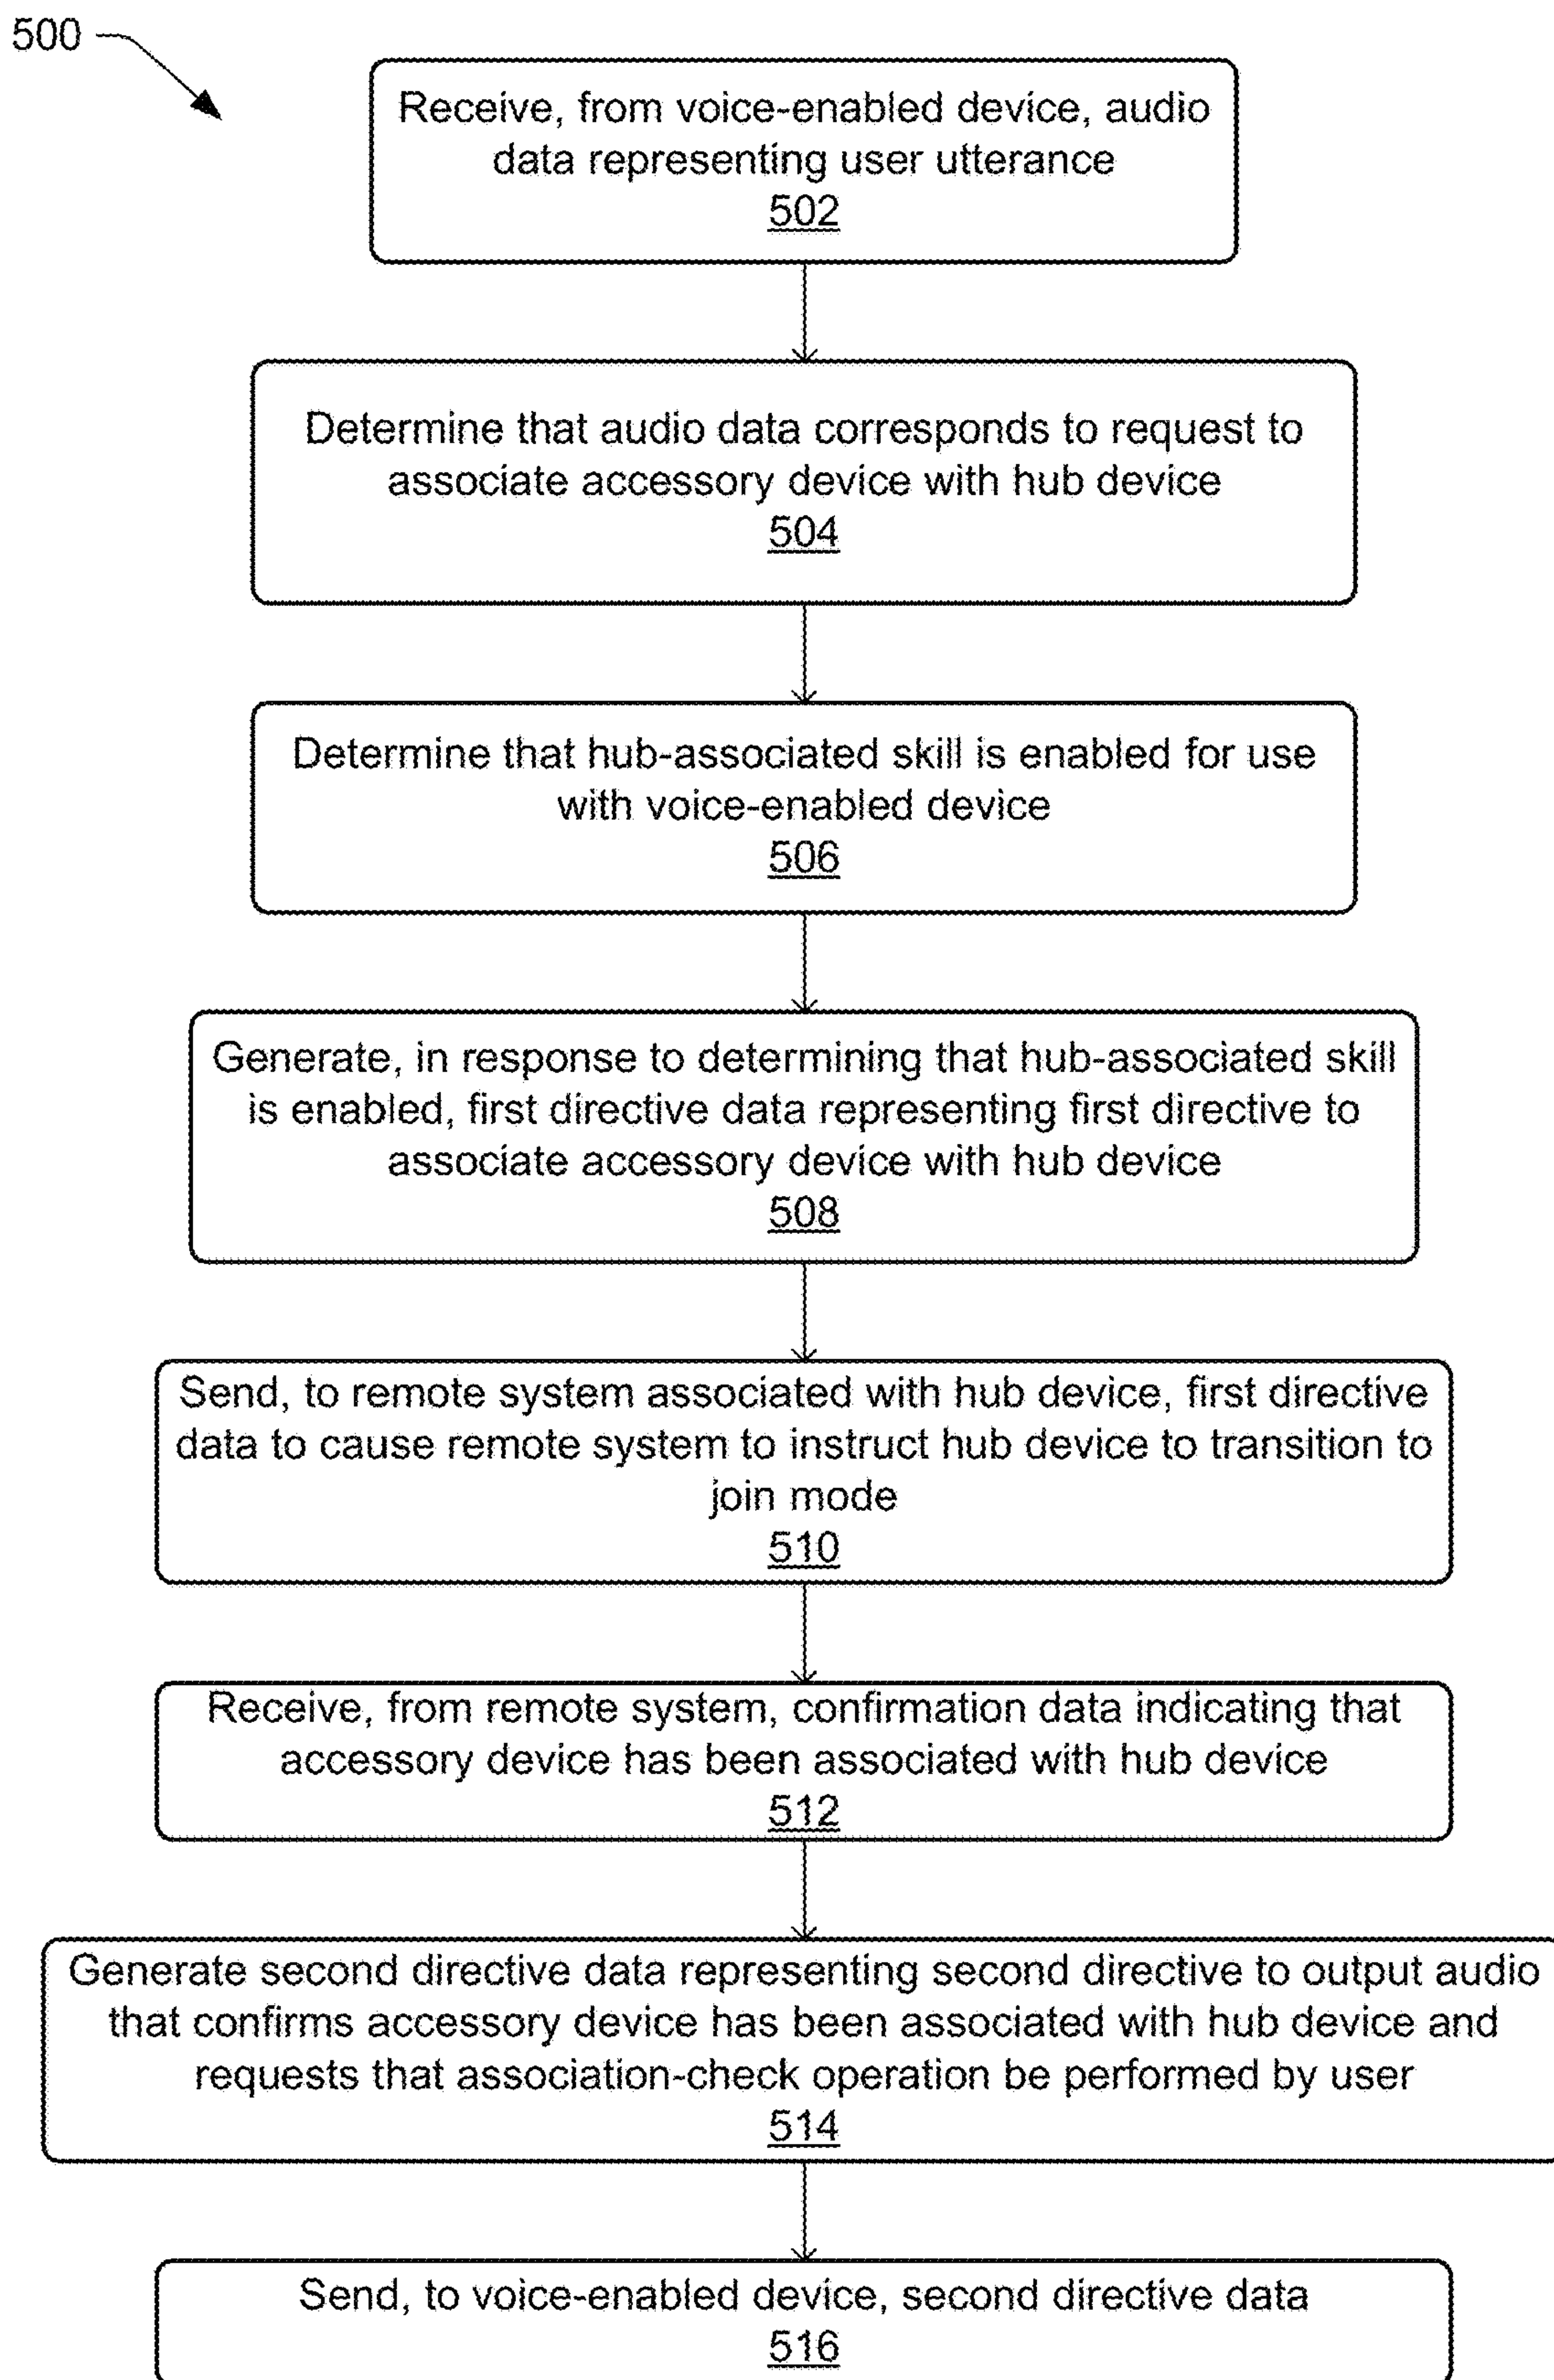 500
Receive, from voice-enabled device, audio
data representing user utterance
502
Determine that audio data corresponds to request to
associate accessory device with hub device
504
Determine that hub-associated skill is enabled for use
with voice-enabled device
506
Generate, in response to determining that hub-associated skill
is enabled, first directive data representing first directive to
associate accessory device with hub device
508
Send, to remote system associated with hub device, first directive
data to cause remote system to instruct hub device to transition to
join mode
510
Receive, from remote system, confirmation data indicating that
accessory device has been associated with hub device
512
Generate second directive data representing second directive to output audio
that confirms accessory device has been associated with hub device and
requests that association-check operation be performed by user
514
Send, to voice-enabled device, second directive data
516